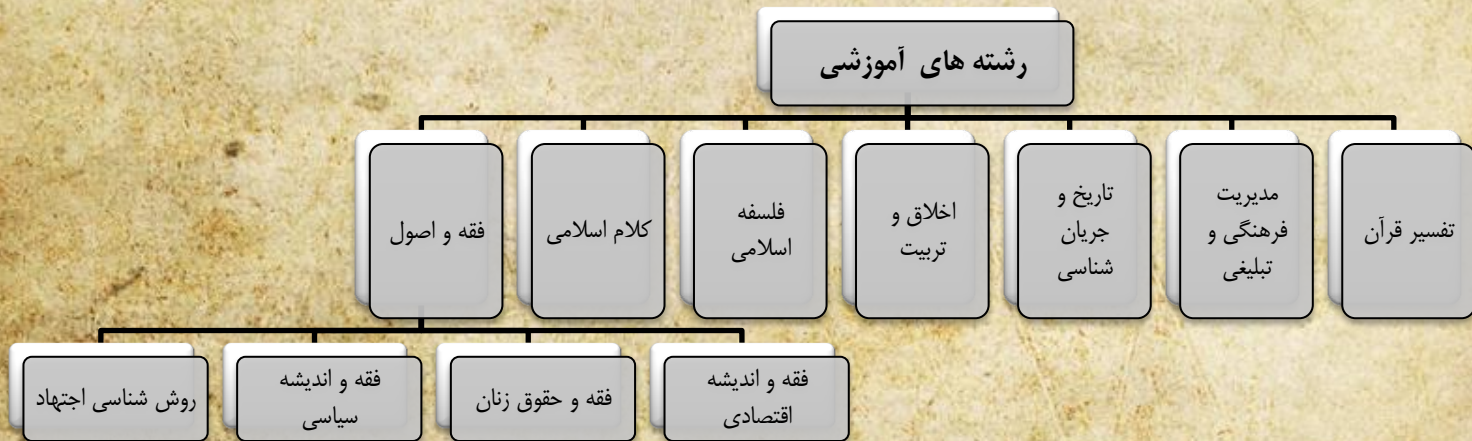 رشته های آموزشی
تفسیر قرآن
مدیریت
فرهنگی و
تبلیغی
تاریخ و
جریان
شناسی
اخلاق و
تربیت
فلسفه
اسلامی
کلام اسلامی
فقه و اصول
فقه و اندیشه
اقتصادی
فقه و حقوق زنان
فقه و اندیشه
سیاسی
روش شناسی اجتهاد